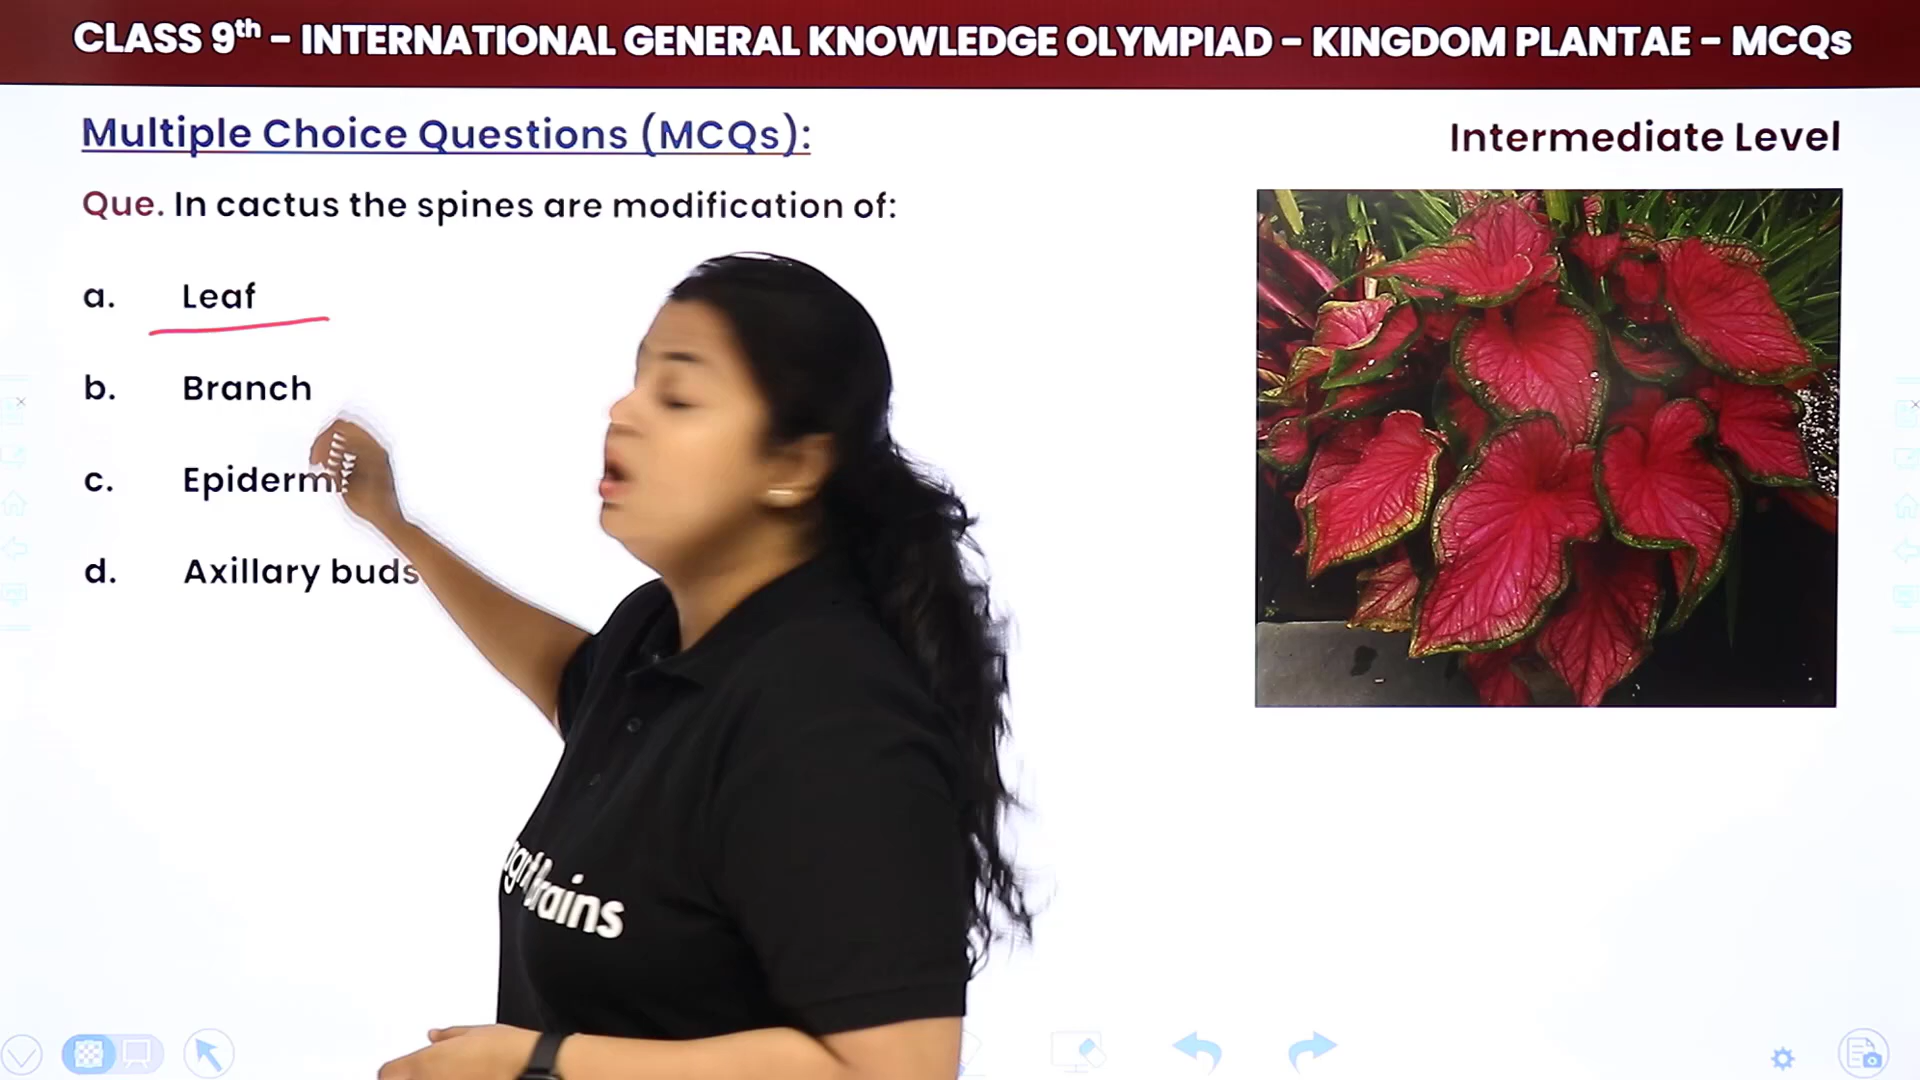 CLASS 9th – INTERNATIONAL GENERAL KNOWLEDGE OLYMPIAD – KINGDOM PLANTAE – MCQs
Multiple Choice Questions (MCQs):
Intermediate Level
Que. In cactus the spines are modification of:
a. Leaf
b. Branch
c.
d. Axillary buds